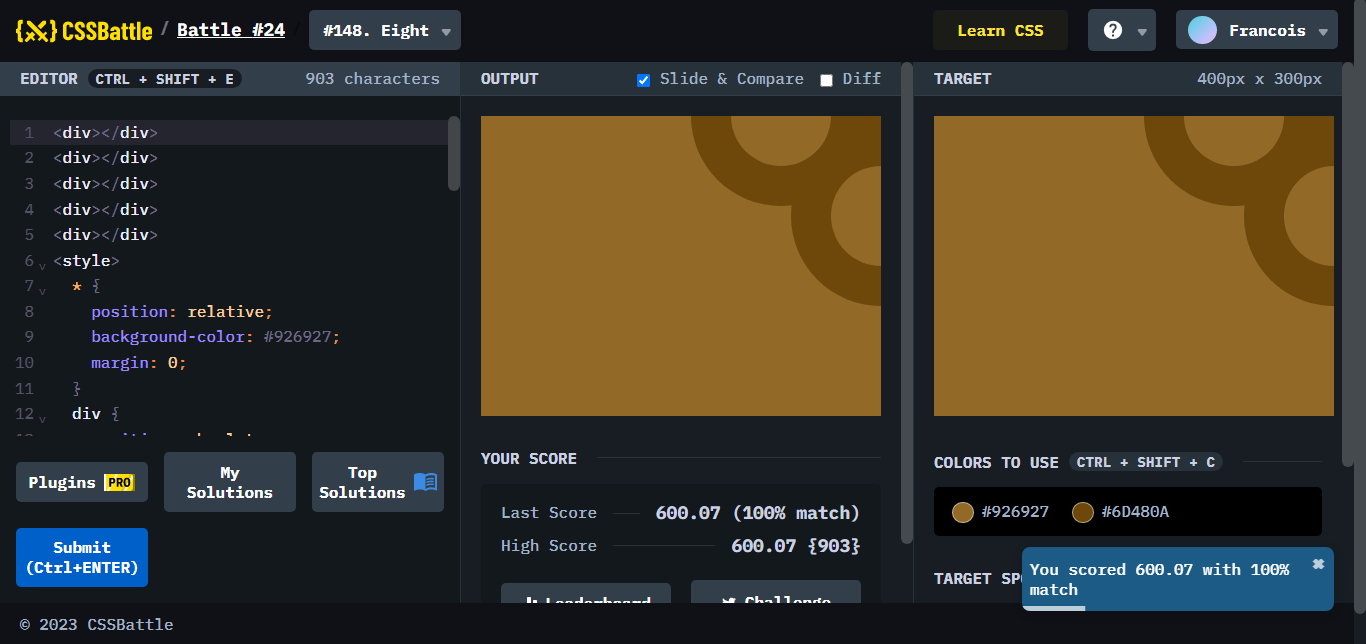 {X} CSSBattle / Battle #24 / #148. Eight ▼ Learn CSS ? ▼ Francois ▼
EDITOR CTRL + SHIFT + E 903 characters
OUTPUT Slide & Compare Diff
TARGET 400px x 300px
1 <div></div>
2 <div></div>
3 <div></div>
4 <div></div>
5 <div></div>
6 <style>
7 * {
8 position: relative;
9 background-color: #926927;
10 margin: 0;
11 }
12 div {
Plugins PRO
My
Solutions
Top
Solutions
Submit
(Ctrl+ENTER)
YOUR SCORE
Last Score 600.07 (100% match)
High Score 600.07 {903}
Leaderboard Challenge
COLORS TO USE CTRL + SHIFT + C
#926927 #6D480A
TARGET
You scored 600.07 with 100%
match
✖
© 2023 CSSBattle